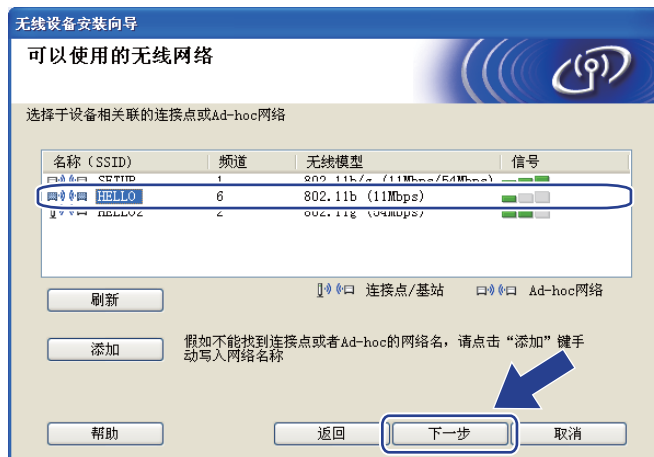 无线设备安装向导
可以使用的无线网络
选择于设备相关联的连接点或Ad-hoc网络
名称 (SSID) 频道 无线模型 信号
SETUP 1 802.11b/g (11Mbps/54Mbps)
HELLO 6 802.11b (11Mbps)
HELLO2 2 802.11g (54Mbps)
刷新 连接点/基站 Ad-hoc网络
添加 假如不能找到连接点或者Ad-hoc的网络名，请点击“添加”键手
动写入网络名称
帮助 返回 下一步 取消